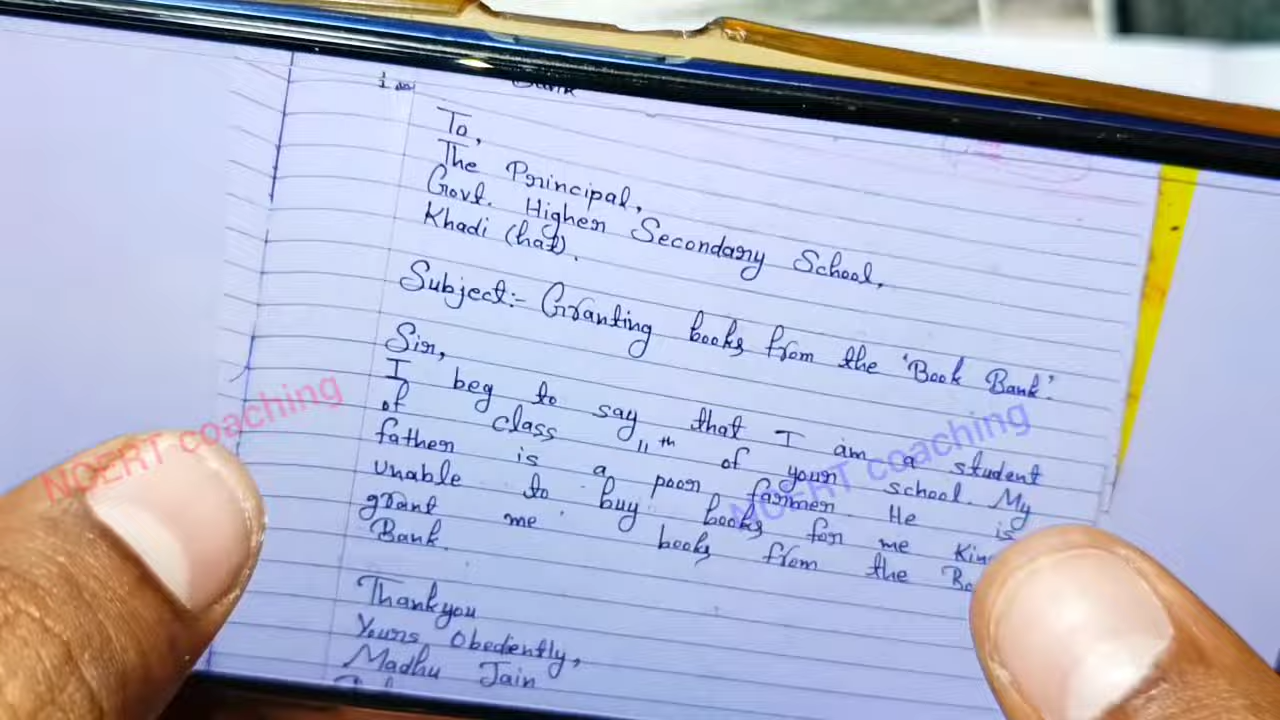 Bank
To,
The Principal,
Govt. Higher Secondary School,
Khadi (hat).
Subject:- Granting books from the 'Book Bank'.
Sir,
I beg to say that I am a student
of class 11th of your school. My
father is a poor farmer. He is
unable to buy books for me
grant me books from the
Bank.
Thankyou
Yours Obediently,
Madhu Jain
NCERT coaching
NCERT coaching